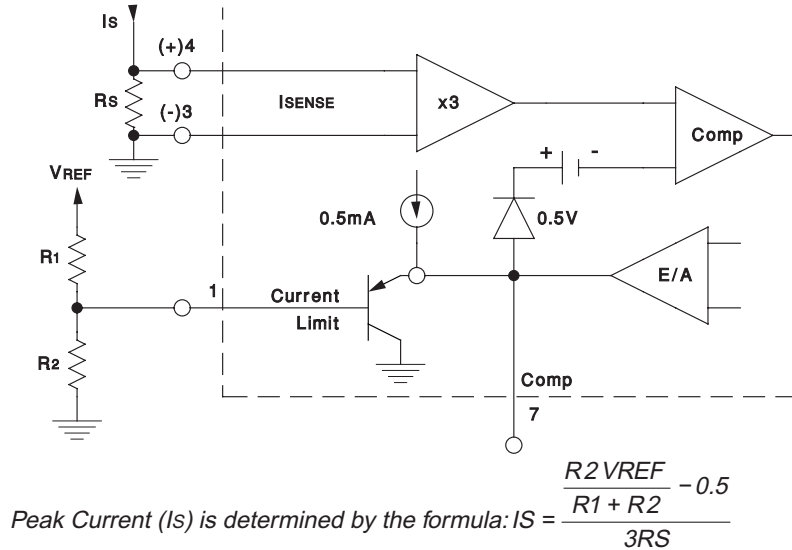 Is
(+)4
Rs
(-)3
ISENSE
x3
Comp
+ -
VREF
0.5mA
0.5V
R1
E/A
1
Current
Limit
R2
Comp
7
Peak Current (Is) is determined by the formula: IS = (R2 VREF / (R1 + R2) – 0.5) / 3RS